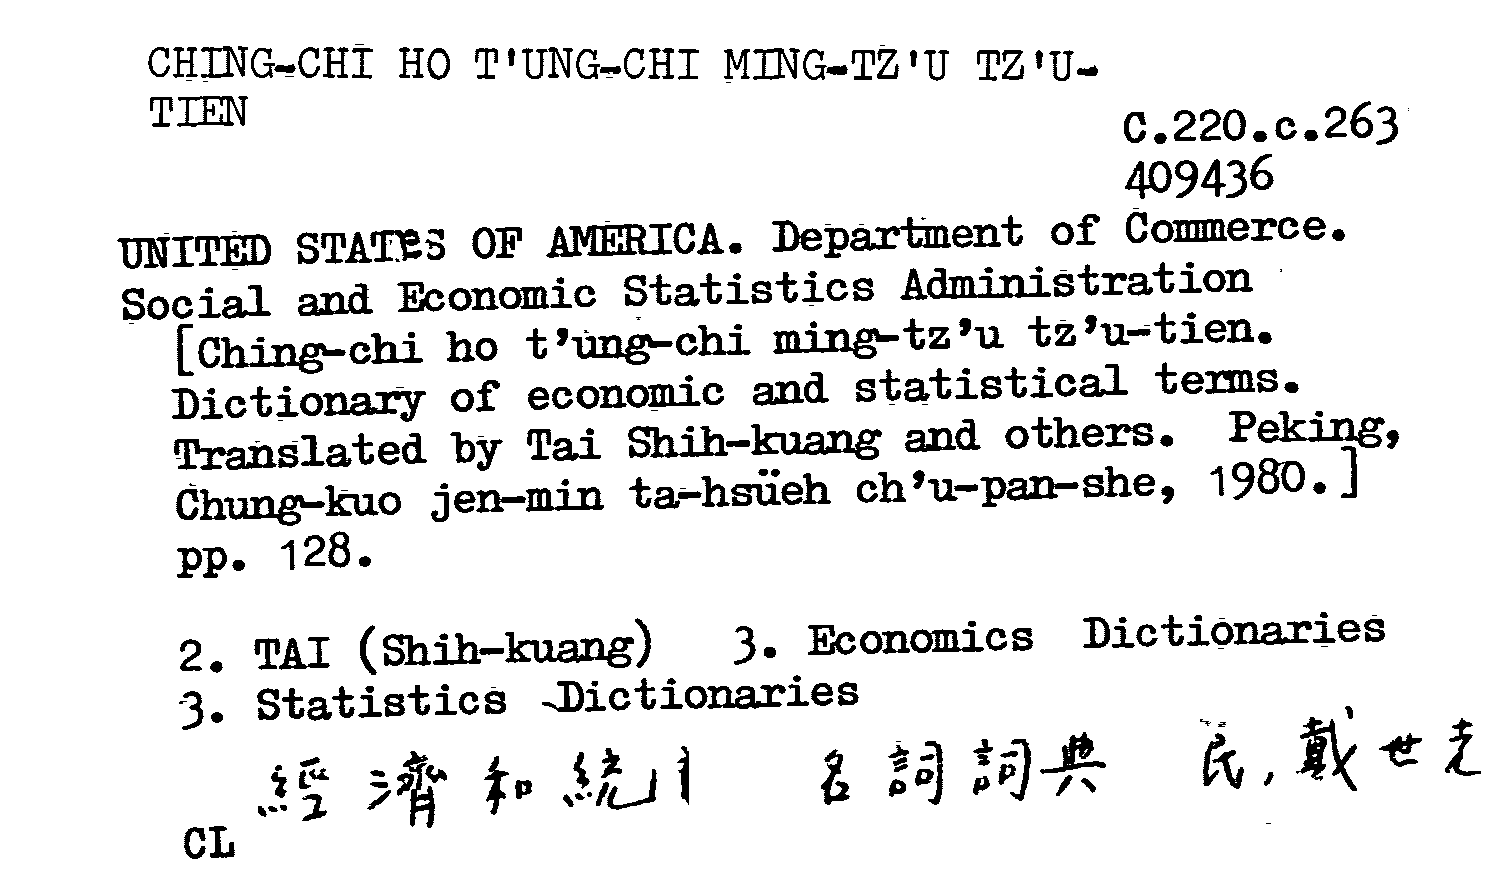 CHING-CHI HO T'UNG-CHI MING-TZ'U TZ'U-
TIEN
C.220.c.263
409436
UNITED STATES OF AMERICA. Department of Commerce.
Social and Economic Statistics Administration
[Ching-chi ho t'ung-chi ming-tz'u tz'u-tien.
Dictionary of economic and statistical terms.
Translated by Tai Shih-kuang and others. Peking,
Chung-kuo jen-min ta-hsüeh ch'u-pan-she, 1980.]
pp. 128.
2. TAI (Shih-kuang) 3. Economics Dictionaries
3. Statistics -Dictionaries
經濟和統 名詞詞典 民, 戴世光
CL